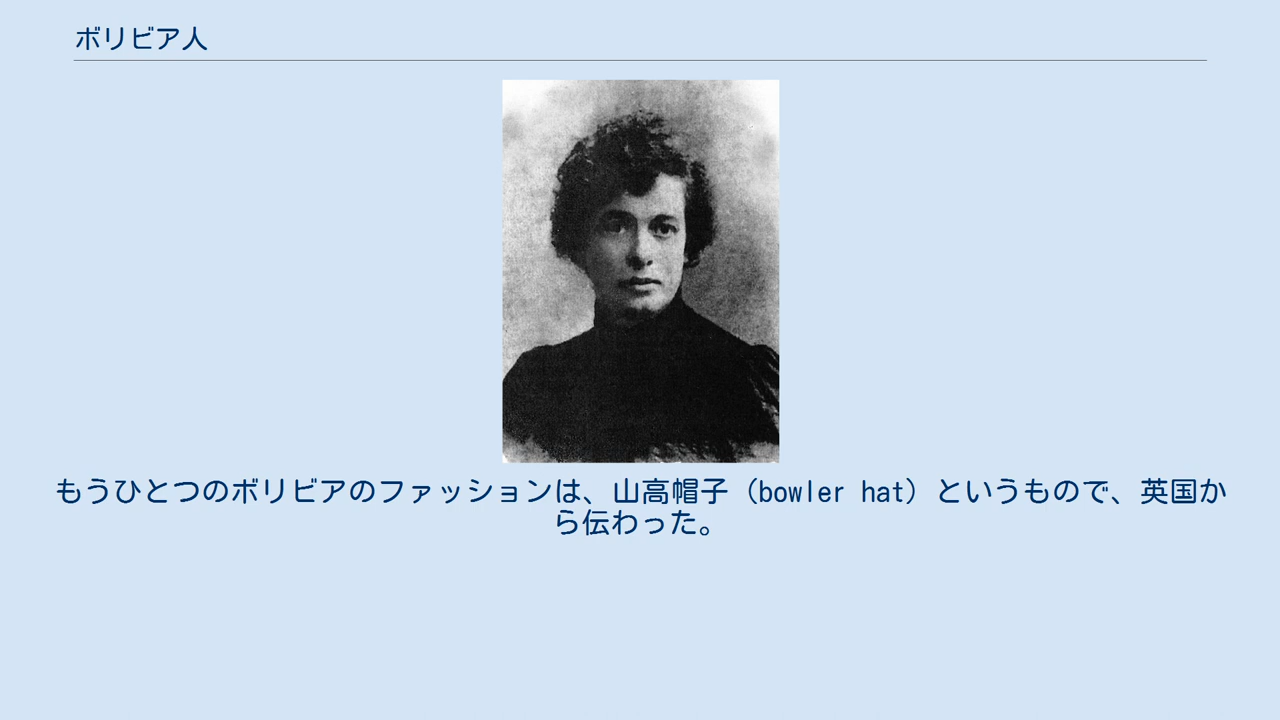 ボリビア人
もうひとつのボリビアのファッションは、山高帽子（bowler hat）というもので、英国か
ら伝わった。